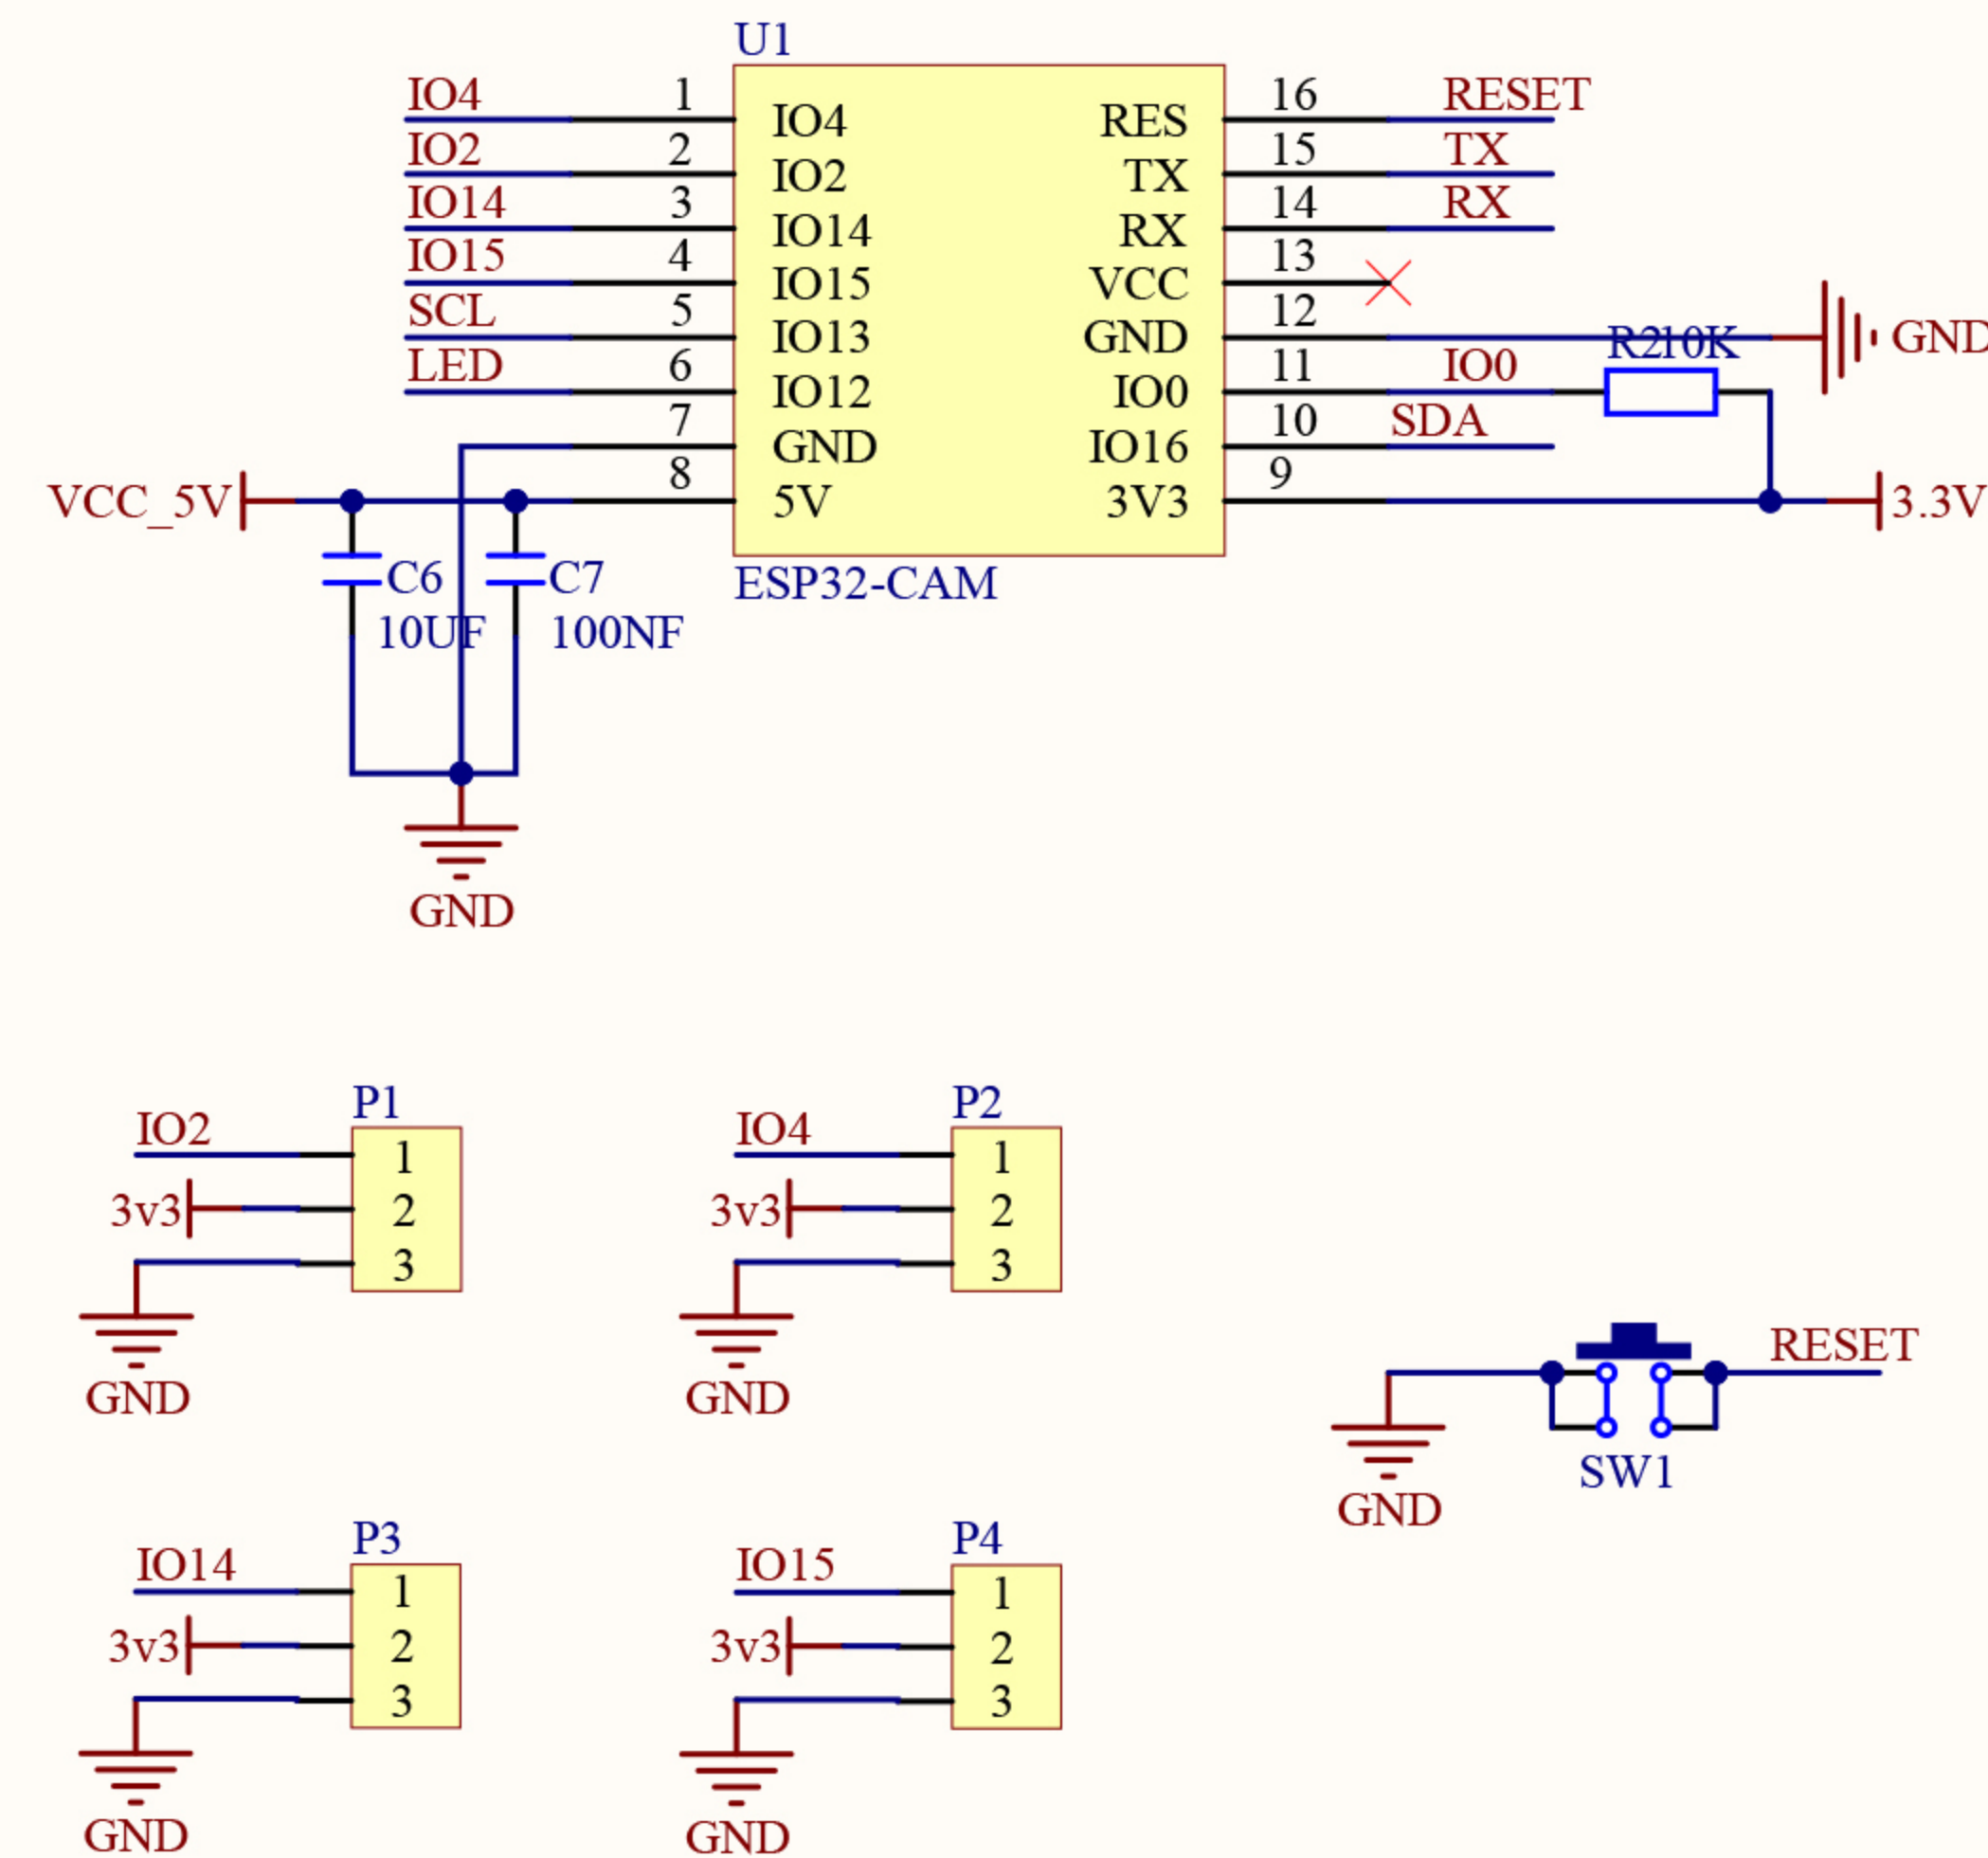 U1
IO4 1 IO4 RES 16 RESET
IO2 2 IO2 TX 15 TX
IO14 3 IO14 RX 14 RX
IO15 4 IO15 VCC 13
SCL 5 IO13 GND 12 GND
R2 10K
LED 6 IO12 IO0 11 IO0
7 GND IO16 10 SDA
VCC_5V 8 5V 3V3 9 3.3V
C6 C7 ESP32-CAM
10UF 100NF
GND
P1 P2
IO2 1 IO4 1
3v3 2 3v3 2
3 3
GND GND
RESET
SW1
GND
P3 P4
IO14 1 IO15 1
3v3 2 3v3 2
3 3
GND GND